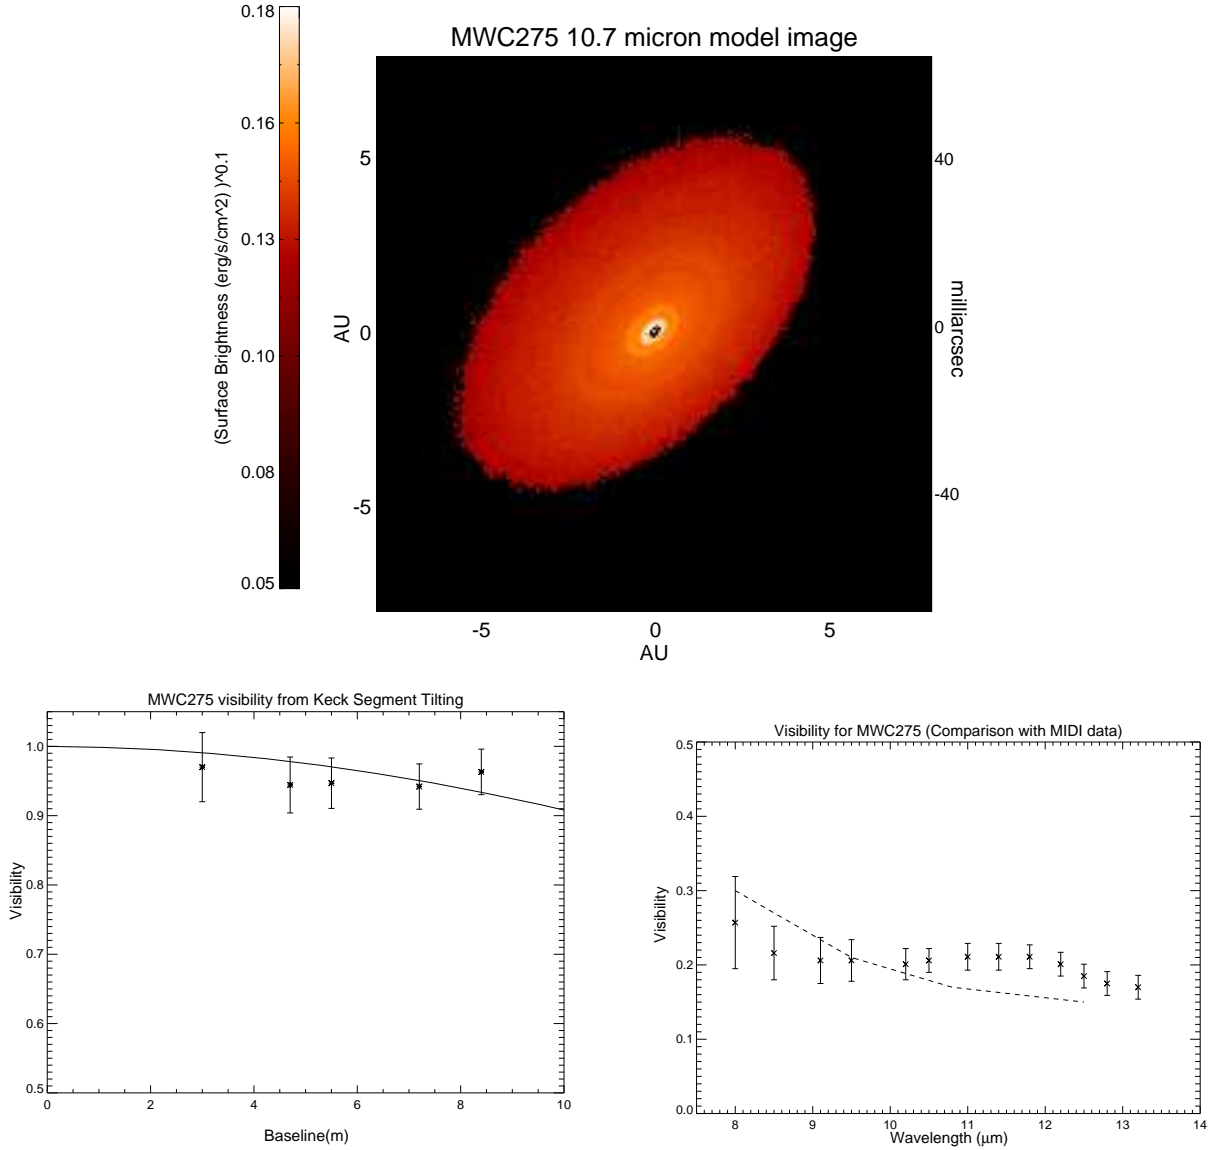 MWC275 10.7 micron model image
0.18
0.16
0.13
0.10
0.08
0.05
(Surface Brightness (erg/s/cm^2) )^0.1
5
0
-5
AU
40
0
-40
milliarcsec
-5 0 5
AU
MWC275 visibility from Keck Segment Tilting
1.0
0.9
0.8
0.7
0.6
0.5
Visibility
0 2 4 6 8 10
Baseline(m)
Visibility for MWC275 (Comparison with MIDI data)
0.5
0.4
0.3
0.2
0.1
0.0
Visibility
8 9 10 11 12 13 14
Wavelength (μm)